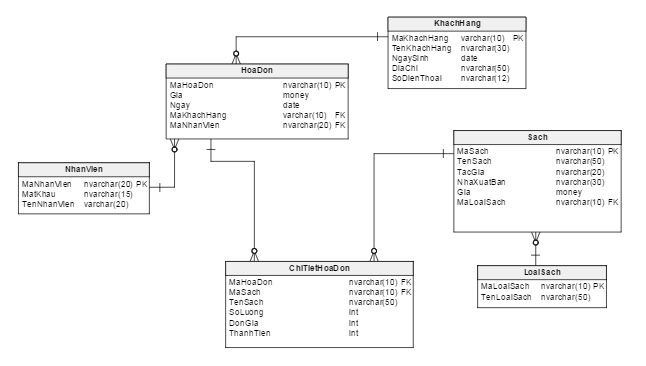 KhachHang
MaKhachHang varchar(10) PK
TenKhachHang nvarchar(30)
NgaySinh date
DiaChi nvarchar(50)
SoDienThoai nvarchar(12)
HoaDon
MaHoaDon nvarchar(10) PK
Gia money
Ngay date
MaKhachHang varchar(10) FK
MaNhanVien nvarchar(20) FK
Sach
MaSach nvarchar(10) PK
TenSach nvarchar(50)
TacGia nvarchar(20)
NhaXuatBan nvarchar(30)
Gia money
MaLoaiSach nvarchar(10) FK
NhanVien
MaNhanVien nvarchar(20) PK
MatKhau nvarchar(15)
TenNhanVien varchar(20)
ChiTietHoaDon
MaHoaDon nvarchar(10) FK
MaSach nvarchar(10) FK
TenSach nvarchar(50)
SoLuong int
DonGia int
ThanhTien int
LoaiSach
MaLoaiSach nvarchar(10) PK
TenLoaiSach nvarchar(50)